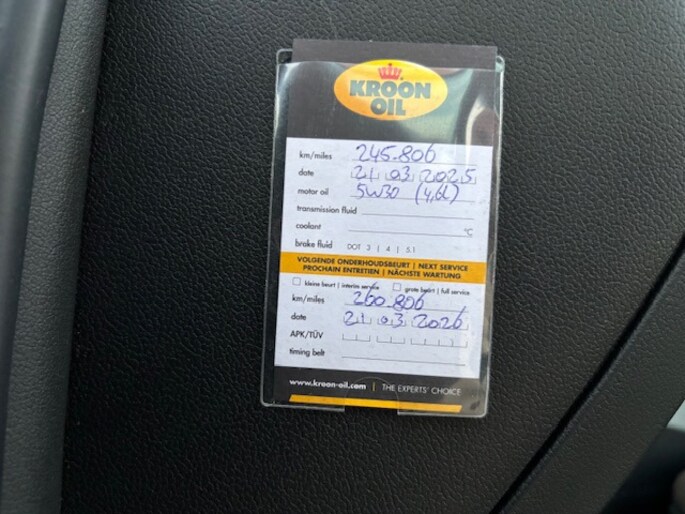 KROON
OIL
km/miles 245.806
date 21 03 2025
motor oil 5W30 (4,6L)
transmission fluid
coolant °C
brake fluid DOT 3 | 4 | 5.1
VOLGENDE ONDERHOUDSBEURT | NEXT SERVICE
PROCHAIN ENTRETIEN | NÄCHSTE WARTUNG
kleine beurt | interim service grote beurt | full service
km/miles 260.806
date 21 03 2026
APK/TÜV
timing belt
www.kroon-oil.com | THE EXPERTS' CHOICE